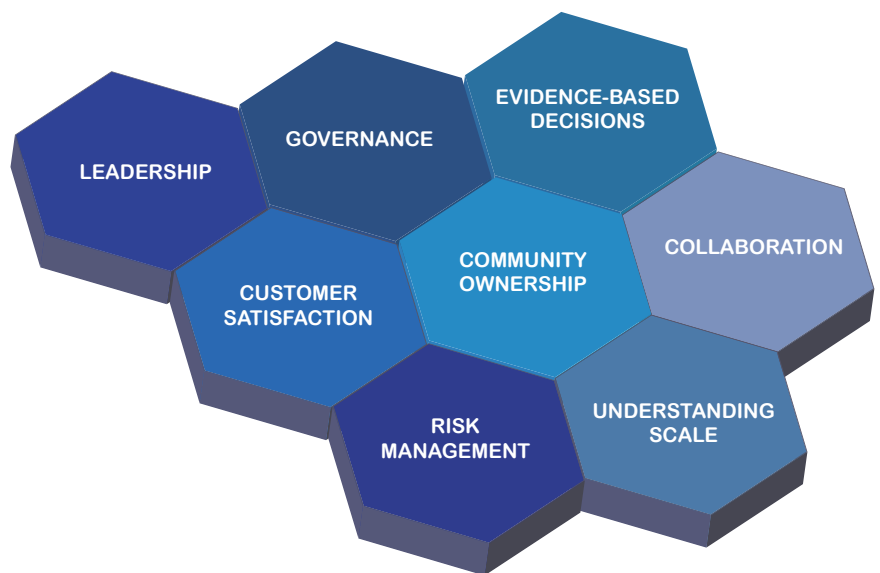 EVIDENCE-BASED
DECISIONS
GOVERNANCE
LEADERSHIP
COLLABORATION
COMMUNITY
OWNERSHIP
CUSTOMER
SATISFACTION
UNDERSTANDING
SCALE
RISK
MANAGEMENT